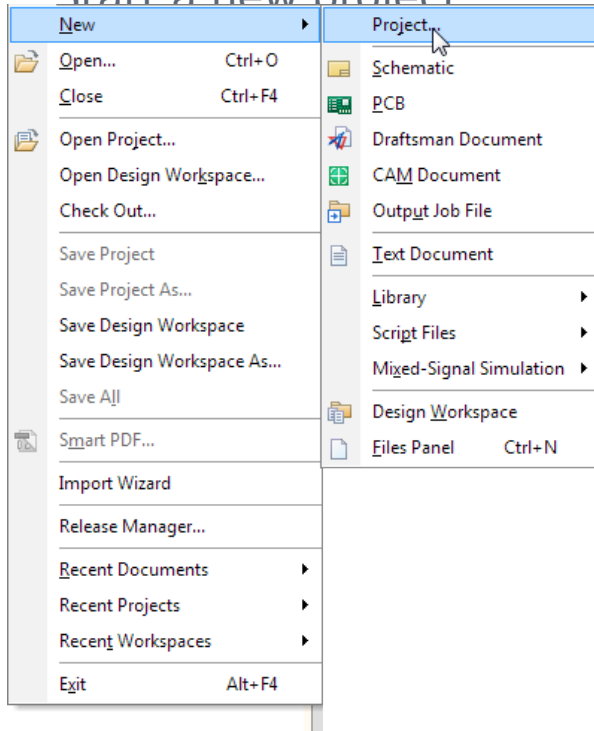 Start a new project
New
Open... Ctrl+O
Close Ctrl+F4
Open Project...
Open Design Workspace...
Check Out...
Save Project
Save Project As...
Save Design Workspace
Save Design Workspace As...
Save All
Smart PDF...
Import Wizard
Release Manager...
Recent Documents
Recent Projects
Recent Workspaces
Exit Alt+F4
Project...
Schematic
PCB
Draftsman Document
CAM Document
Output Job File
Text Document
Library
Script Files
Mixed-Signal Simulation
Design Workspace
Files Panel Ctrl+N